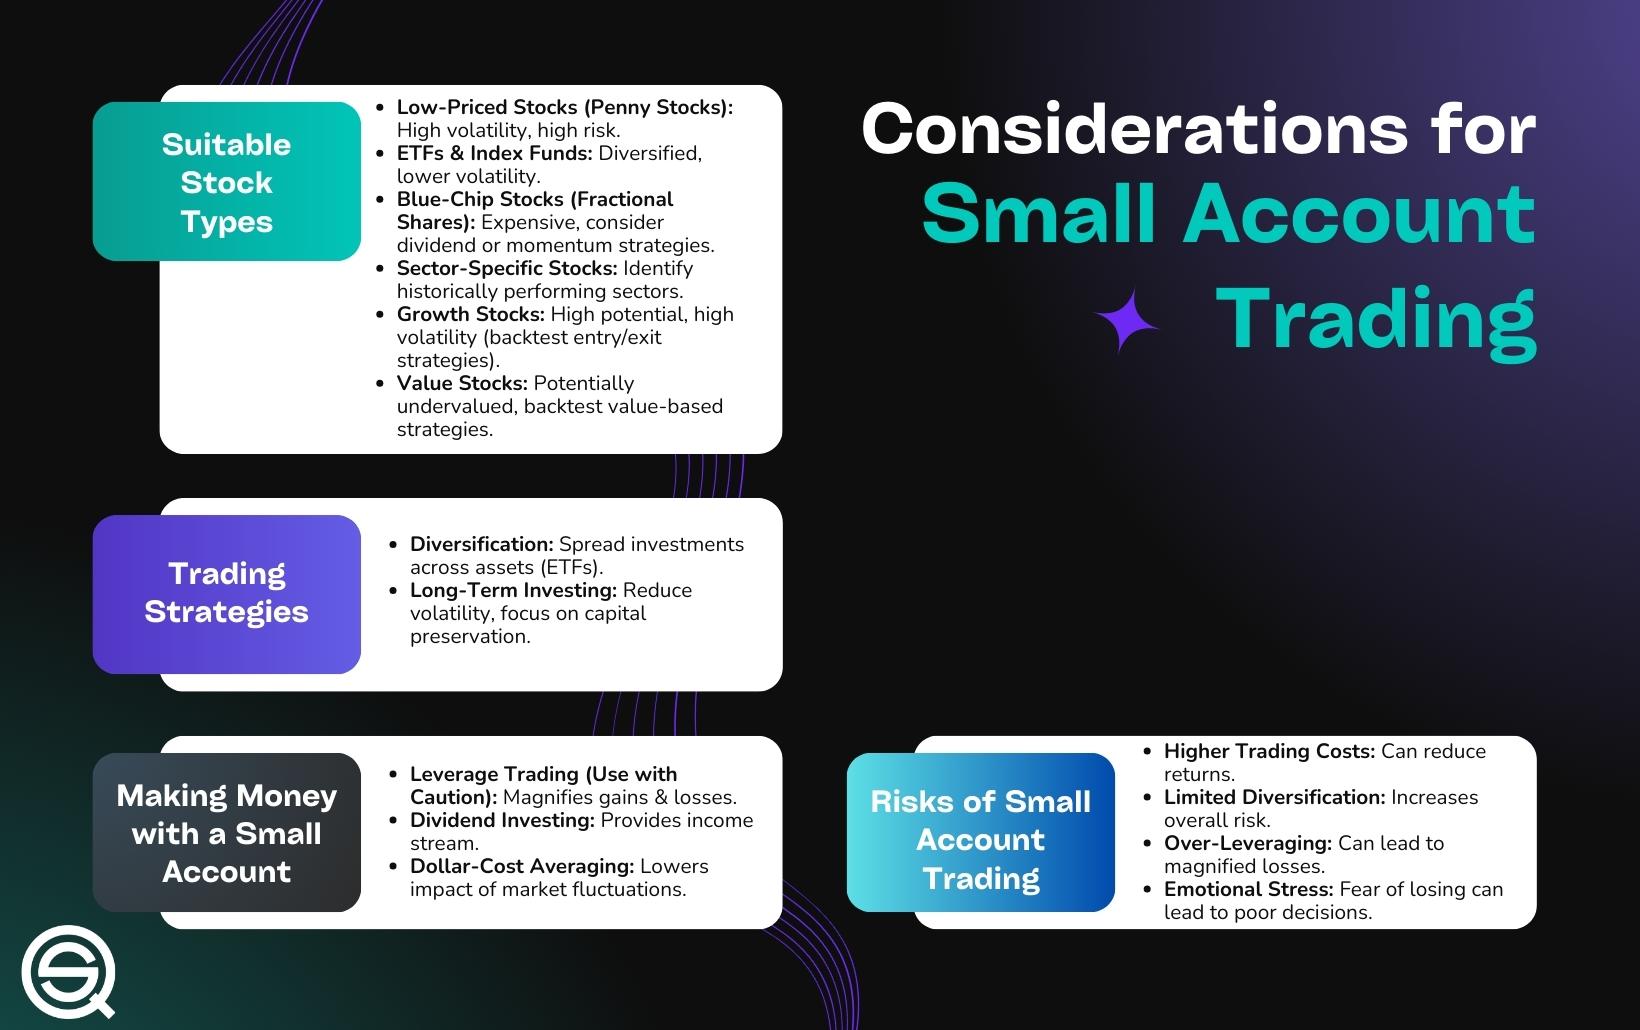 Considerations for
Small Account
Trading
Suitable
Stock
Types
• Low-Priced Stocks (Penny Stocks):
High volatility, high risk.
• ETFs & Index Funds: Diversified,
lower volatility.
• Blue-Chip Stocks (Fractional
Shares): Expensive, consider
dividend or momentum strategies.
• Sector-Specific Stocks: Identify
historically performing sectors.
• Growth Stocks: High potential, high
volatility (backtest entry/exit
strategies).
• Value Stocks: Potentially
undervalued, backtest value-based
strategies.
Trading
Strategies
• Diversification: Spread investments
across assets (ETFs).
• Long-Term Investing: Reduce
volatility, focus on capital
preservation.
Making Money
with a Small
Account
• Leverage Trading (Use with
Caution): Magnifies gains & losses.
• Dividend Investing: Provides income
stream.
• Dollar-Cost Averaging: Lowers
impact of market fluctuations.
Risks of Small
Account
Trading
• Higher Trading Costs: Can reduce
returns.
• Limited Diversification: Increases
overall risk.
• Over-Leveraging: Can lead to
magnified losses.
• Emotional Stress: Fear of losing can
lead to poor decisions.